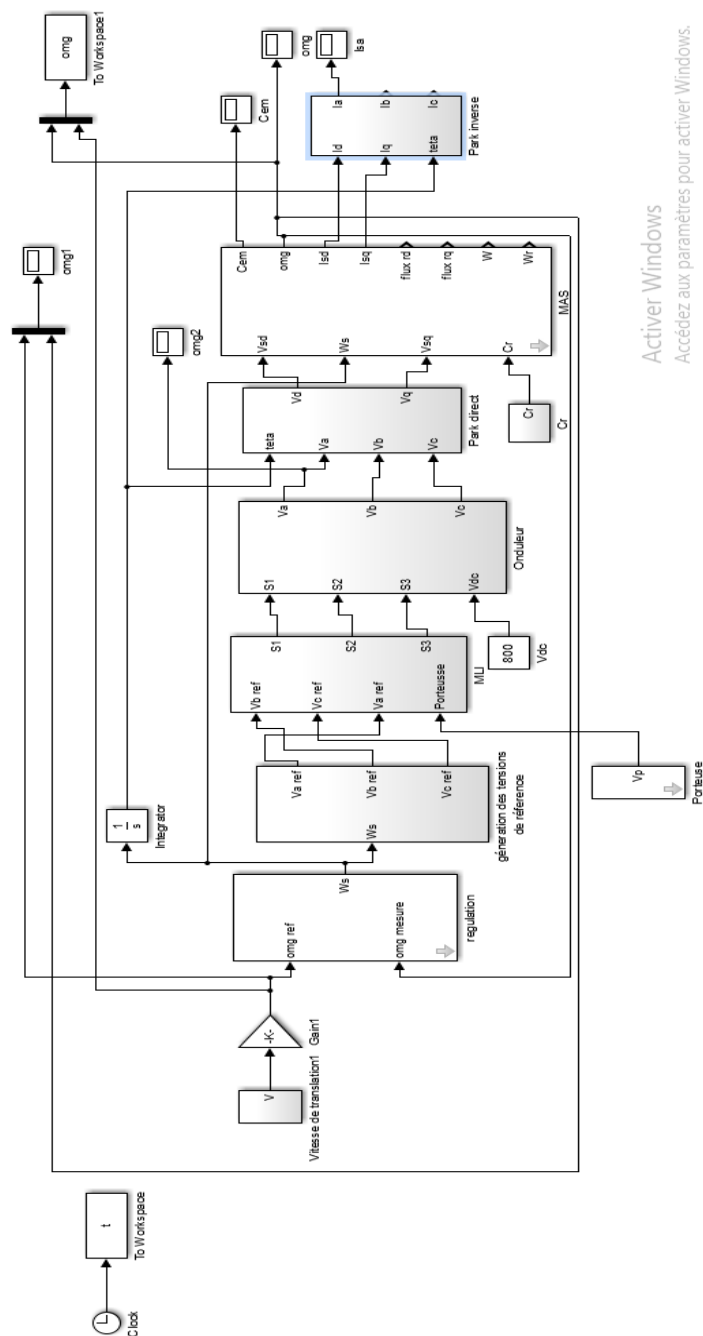 Clock
t
To Workspace
V
Vitesse de translation1
-K-
Gain1
omg ref
omg mesure
Ws
regulation
1
s
Integrator
Ws
Va ref
Vb ref
Vc ref
géneration des tensions
de réference
Vp
Porteuse
Vb ref
Vc ref
Va ref
Porteusse
S1
S2
S3
MLI
800
Vdc
S1
S2
S3
Vdc
Va
Vb
Vc
Onduleur
teta
Va
Vb
Vc
Vd
Vq
Park direct
omg2
Cr
Cr
Vsd
Ws
Vsq
Cr
Cem
omg
Isd
Isq
flux rd
flux rq
W
Wr
MAS
omg1
Cem
Id
Iq
teta
Ia
Ib
Ic
Park inverse
omg
Isa
omg
To Workspace1
Activer Windows
Accédez aux paramètres pour activer Windows.